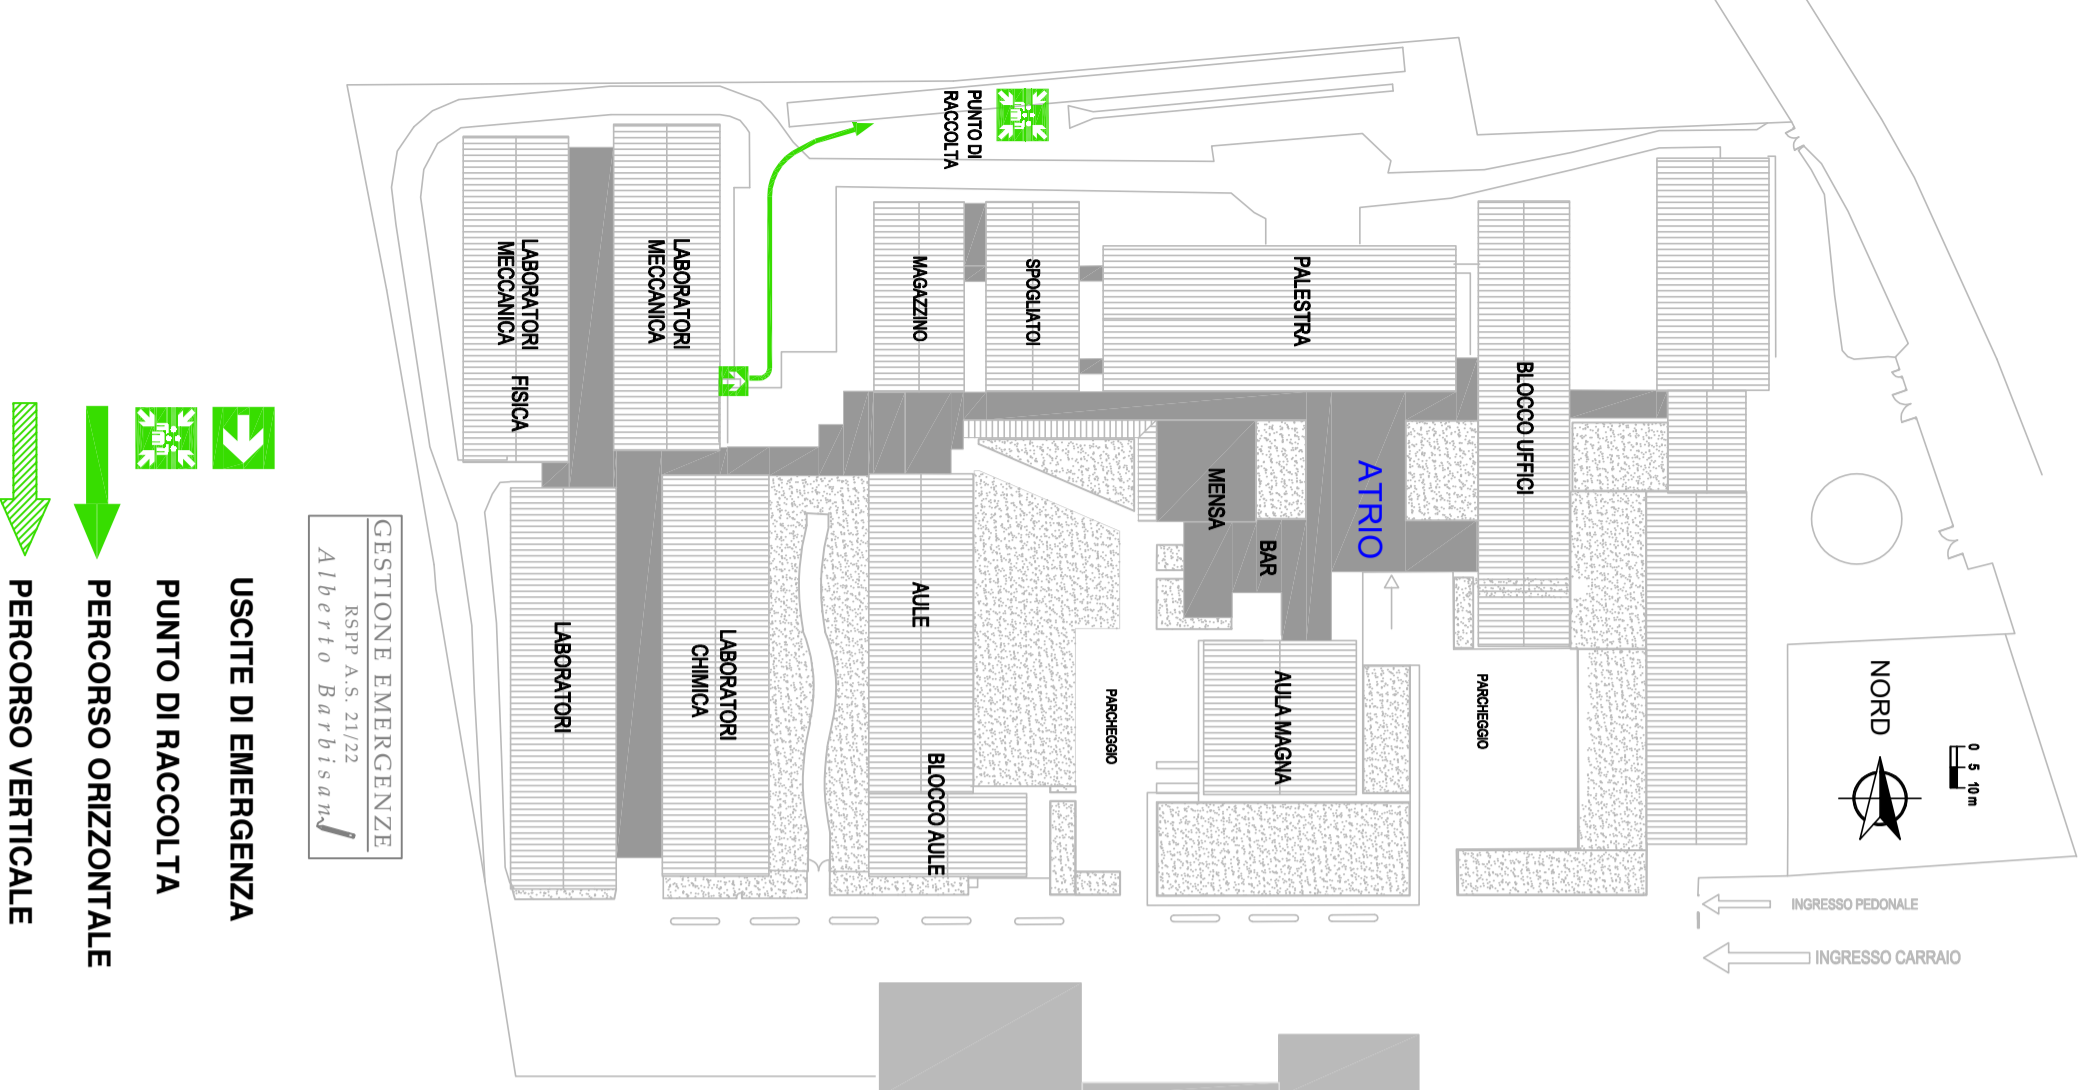 PUNTO DI
RACCOLTA
LABORATORI
MECCANICA
LABORATORI
MECCANICA
FISICA
MAGAZZINO
SPOGLIATOI
PALESTRA
BLOCCO UFFICI
MENSA
BAR
ATRIO
AULE
BLOCCO AULE
LABORATORI
CHIMICA
LABORATORI
AULA MAGNA
PARCHEGGIO
PARCHEGGIO
NORD
0 5 10 m
INGRESSO PEDONALE
INGRESSO CARRAIO
GESTIONE EMERGENZE
RSPP A.S. 21/22
Alberto Barbisan
USCITE DI EMERGENZA
PUNTO DI RACCOLTA
PERCORSO ORIZZONTALE
PERCORSO VERTICALE